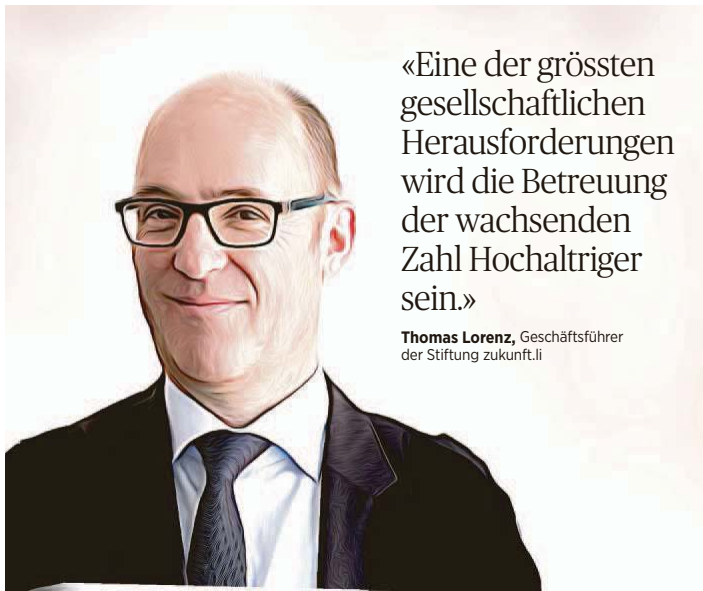 «Eine der grössten
gesellschaftlichen
Herausforderungen
wird die Betreuung
der wachsenden
Zahl Hochaltriger
sein.»
Thomas Lorenz, Geschäftsführer
der Stiftung zukunft.li